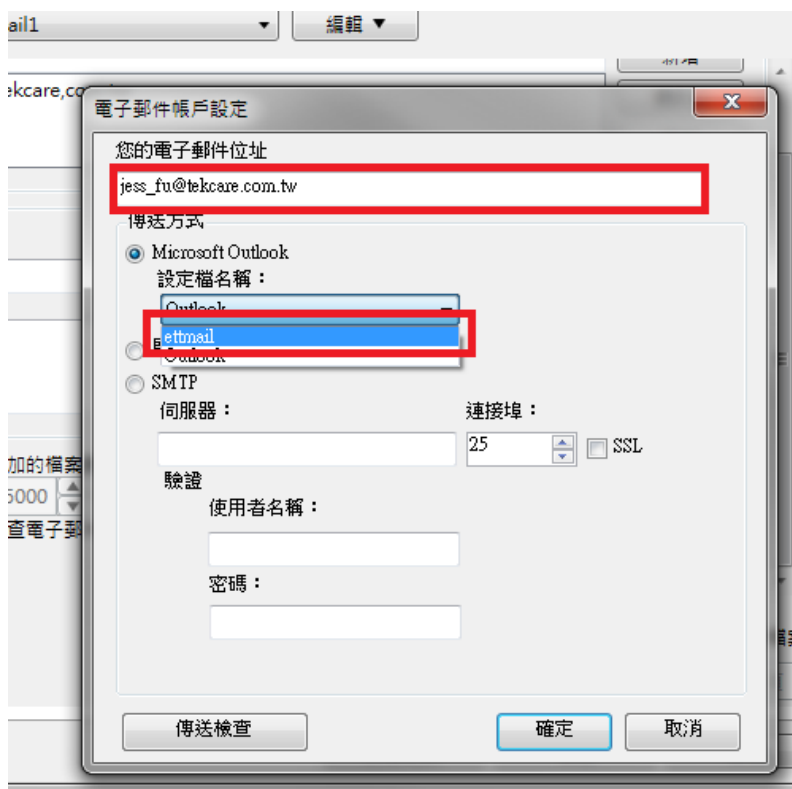 ail1
編輯 ▼
新增
ekcare,co
電子郵件帳戶設定
您的電子郵件位址
jess_fu@tekcare.com.tw
傳送方式
Microsoft Outlook
設定檔名稱：
Outlook
ettmail
Outlook
SMTP
伺服器：
連接埠：
25
SSL
加的檔案
驗證
5000
使用者名稱：
查電子郵
密碼：
傳送檢查
確定
取消